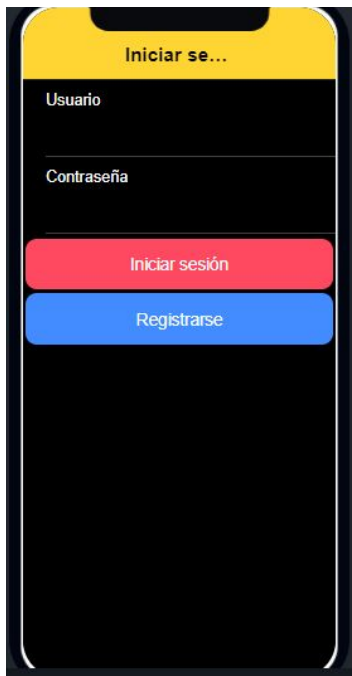 Iniciar se...
Usuario
Contraseña
Iniciar sesión
Registrarse